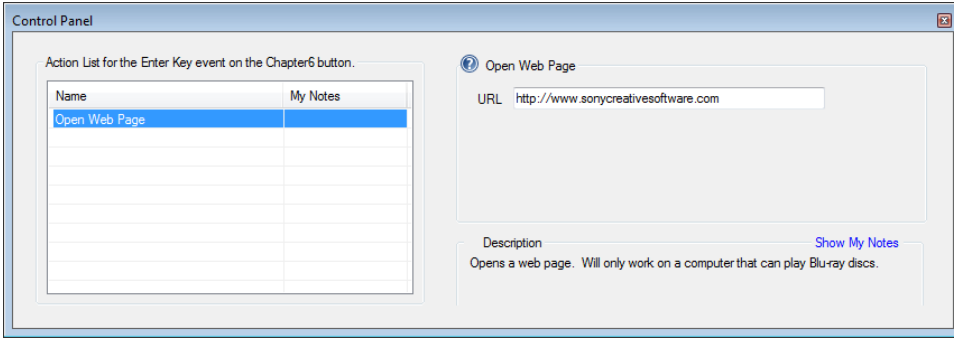 Control Panel
Action List for the Enter Key event on the Chapter6 button.
Name My Notes
Open Web Page
Open Web Page
URL http://www.sonycreativesoftware.com
Description Show My Notes
Opens a web page. Will only work on a computer that can play Blu-ray discs.